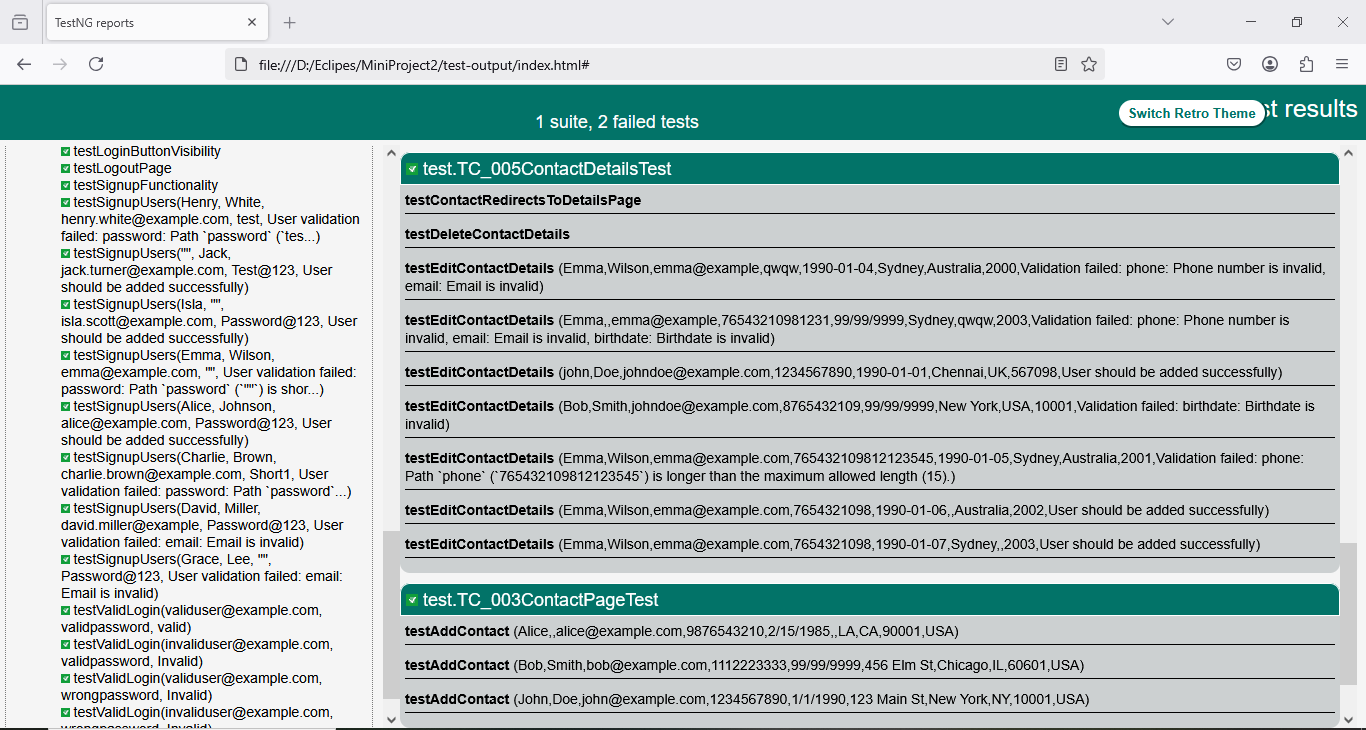 TestNG reports
file:///D:/Eclipes/MiniProject2/test-output/index.html#
1 suite, 2 failed tests
Switch Retro Theme
st results
testLoginButtonVisibility
testLogoutPage
testSignupFunctionality
testSignupUsers(Henry, White,
henry.white@example.com, test, User validation
failed: password: Path `password` (`tes...)
testSignupUsers("", Jack,
jack.turner@example.com, Test@123, User
should be added successfully)
testSignupUsers(Isla, "",
isla.scott@example.com, Password@123, User
should be added successfully)
testSignupUsers(Emma, Wilson,
emma@example.com, "", User validation failed:
password: Path `password` (`""`) is shor...)
testSignupUsers(Alice, Johnson,
alice@example.com, Password@123, User
should be added successfully)
testSignupUsers(Charlie, Brown,
charlie.brown@example.com, Short1, User
validation failed: password: Path `password`...)
testSignupUsers(David, Miller,
david.miller@example, Password@123, User
validation failed: email: Email is invalid)
testSignupUsers(Grace, Lee, "",
Password@123, User validation failed: email:
Email is invalid)
testValidLogin(validuser@example.com,
validpassword, valid)
testValidLogin(invaliduser@example.com,
validpassword, Invalid)
testValidLogin(validuser@example.com,
wrongpassword, Invalid)
testValidLogin(invaliduser@example.com,
wrongpassword, Invalid)
test.TC_005ContactDetailsTest
testContactRedirectsToDetailsPage
testDeleteContactDetails
testEditContactDetails (Emma,Wilson,emma@example,qwqw,1990-01-04,Sydney,Australia,2000,Validation failed: phone: Phone number is invalid,
email: Email is invalid)
testEditContactDetails (Emma,,emma@example,76543210981231,99/99/9999,Sydney,qwqw,2003,Validation failed: phone: Phone number is
invalid, email: Email is invalid, birthdate: Birthdate is invalid)
testEditContactDetails (john,Doe,johndoe@example.com,1234567890,1990-01-01,Chennai,UK,567098,User should be added successfully)
testEditContactDetails (Bob,Smith,johndoe@example.com,8765432109,99/99/9999,New York,USA,10001,Validation failed: birthdate: Birthdate is
invalid)
testEditContactDetails (Emma,Wilson,emma@example.com,765432109812123545,1990-01-05,Sydney,Australia,2001,Validation failed: phone:
Path `phone` (`765432109812123545`) is longer than the maximum allowed length (15).)
testEditContactDetails (Emma,Wilson,emma@example.com,7654321098,1990-01-06,,Australia,2002,User should be added successfully)
testEditContactDetails (Emma,Wilson,emma@example.com,7654321098,1990-01-07,Sydney,,2003,User should be added successfully)
test.TC_003ContactPageTest
testAddContact (Alice,,alice@example.com,9876543210,2/15/1985,,LA,CA,90001,USA)
testAddContact (Bob,Smith,bob@example.com,1112223333,99/99/9999,456 Elm St,Chicago,IL,60601,USA)
testAddContact (John,Doe,john@example.com,1234567890,1/1/1990,123 Main St,New York,NY,10001,USA)